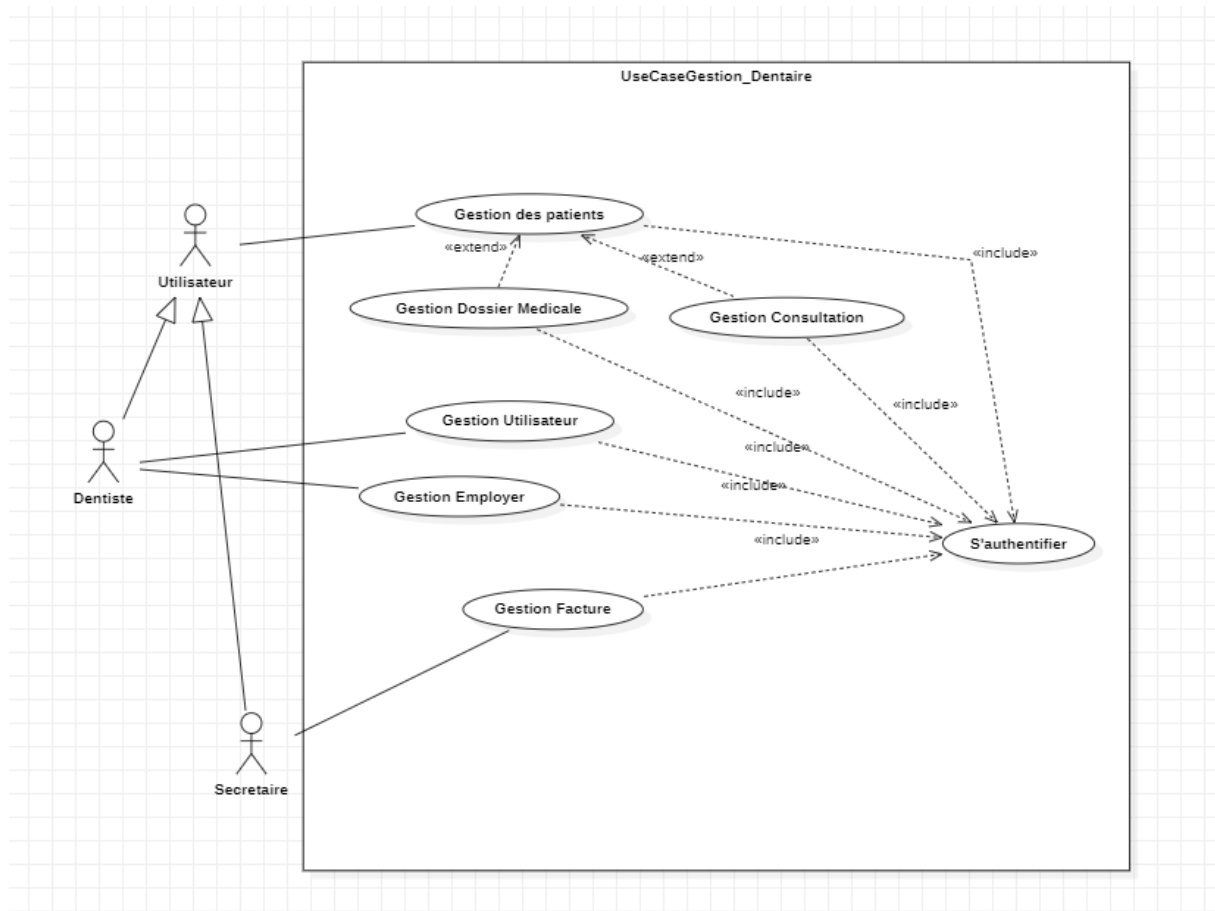 UseCaseGestion_Dentaire
Gestion des patients
«extend»
«extend»
«include»
Utilisateur
Gestion Dossier Medicale
Gestion Consultation
«include»
«include»
Gestion Utilisateur
«include»
Dentiste
Gestion Employer
«include»
«include»
S'authentifier
Gestion Facture
Secretaire